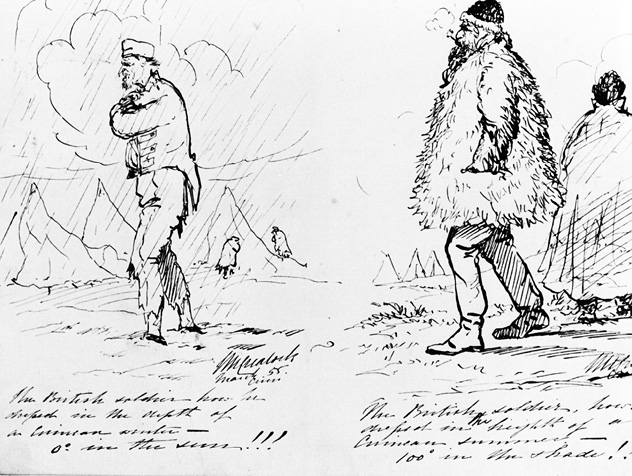 Crealock
The British soldier how he
dressed in the depth of
a Crimean winter —
0° in the sun!!!
The British soldier, how
dressed in the height of a
Crimean summer —
100° in the shade!